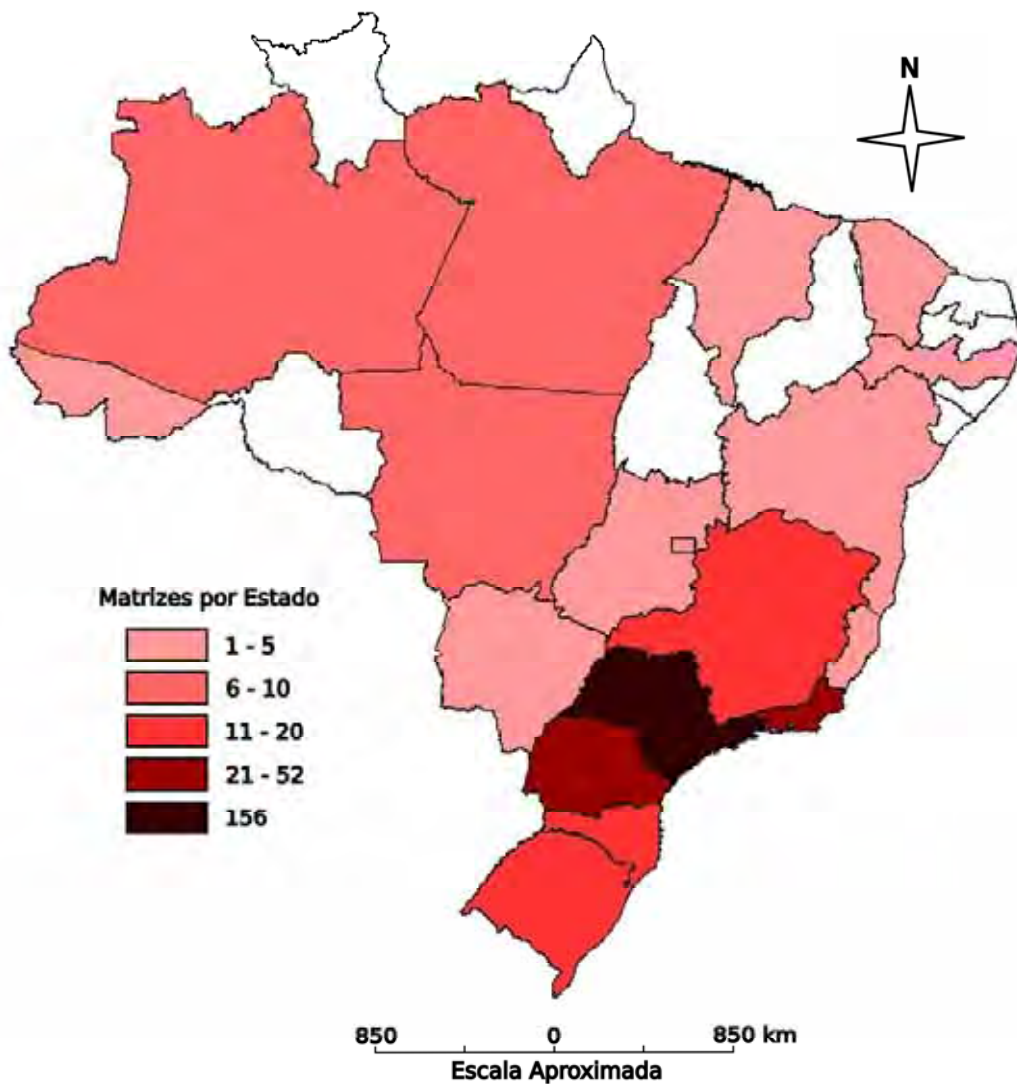 N
Matrizes por Estado
1 - 5
6 - 10
11 - 20
21 - 52
156
850 0 850 km
Escala Aproximada